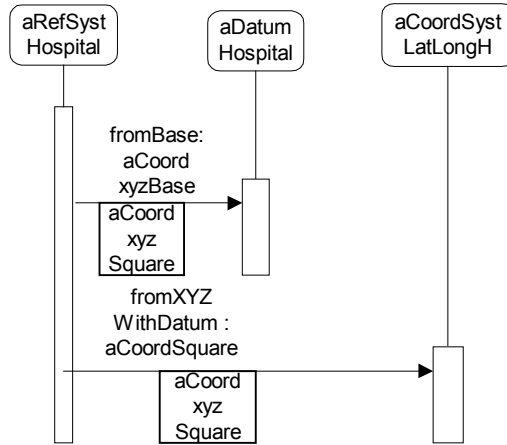 aRefSyst
Hospital
aDatum
Hospital
aCoordSyst
LatLongH
fromBase:
aCoord
xyzBase
aCoord
xyz
Square
fromXYZ
WithDatum :
aCoordSquare
aCoord
xyz
Square